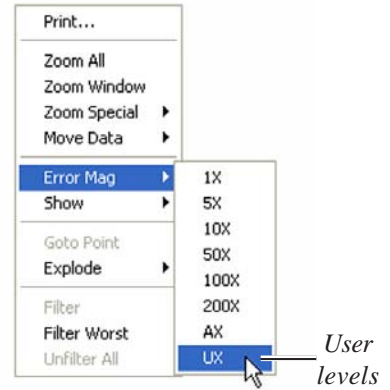 Print...
Zoom All
Zoom Window
Zoom Special
Move Data
Error Mag
Show
Goto Point
Explode
Filter
Filter Worst
Unfilter All
1X
5X
10X
50X
100X
200X
AX
UX
User
levels